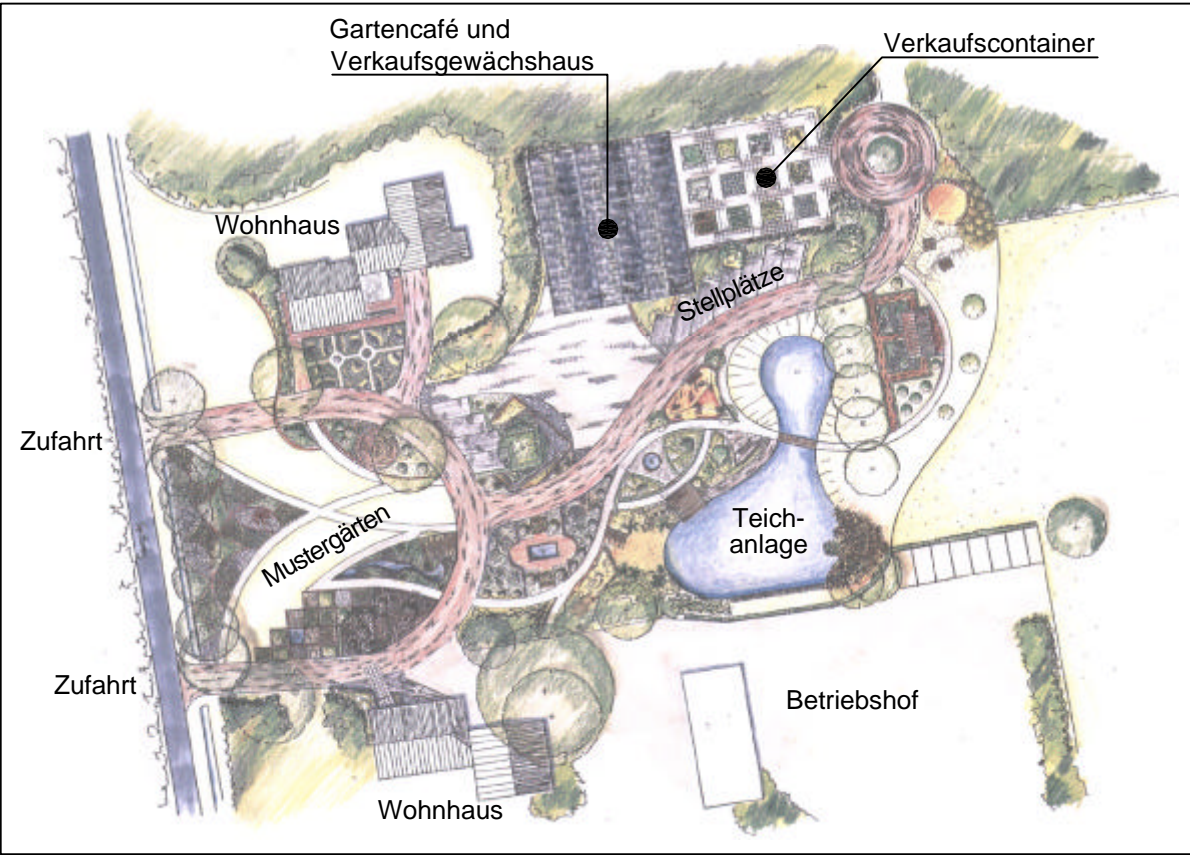 Gartencafé und
Verkaufsgewächshaus
Verkaufscontainer
Wohnhaus
Stellplätze
Zufahrt
Mustergärten
Teich-
anlage
Zufahrt
Betriebshof
Wohnhaus